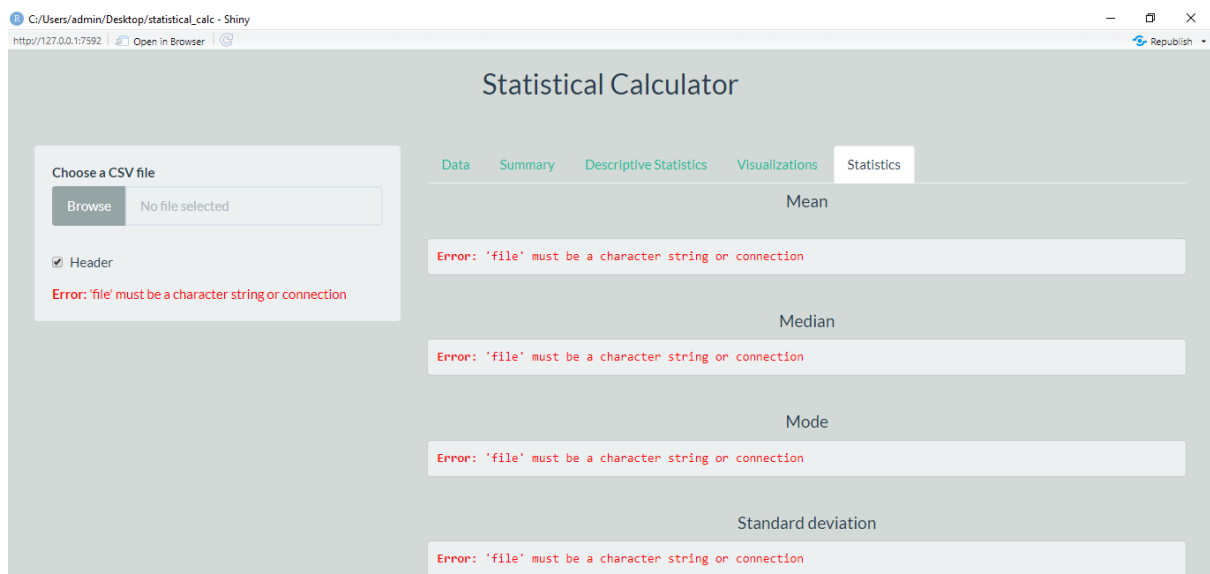 C:/Users/admin/Desktop/statistical_calc - Shiny
http://127.0.0.1:7592 Open in Browser Republish
Statistical Calculator
Choose a CSV file
Browse No file selected
Header
Error: 'file' must be a character string or connection
Data Summary Descriptive Statistics Visualizations Statistics
Mean
Error: 'file' must be a character string or connection
Median
Error: 'file' must be a character string or connection
Mode
Error: 'file' must be a character string or connection
Standard deviation
Error: 'file' must be a character string or connection